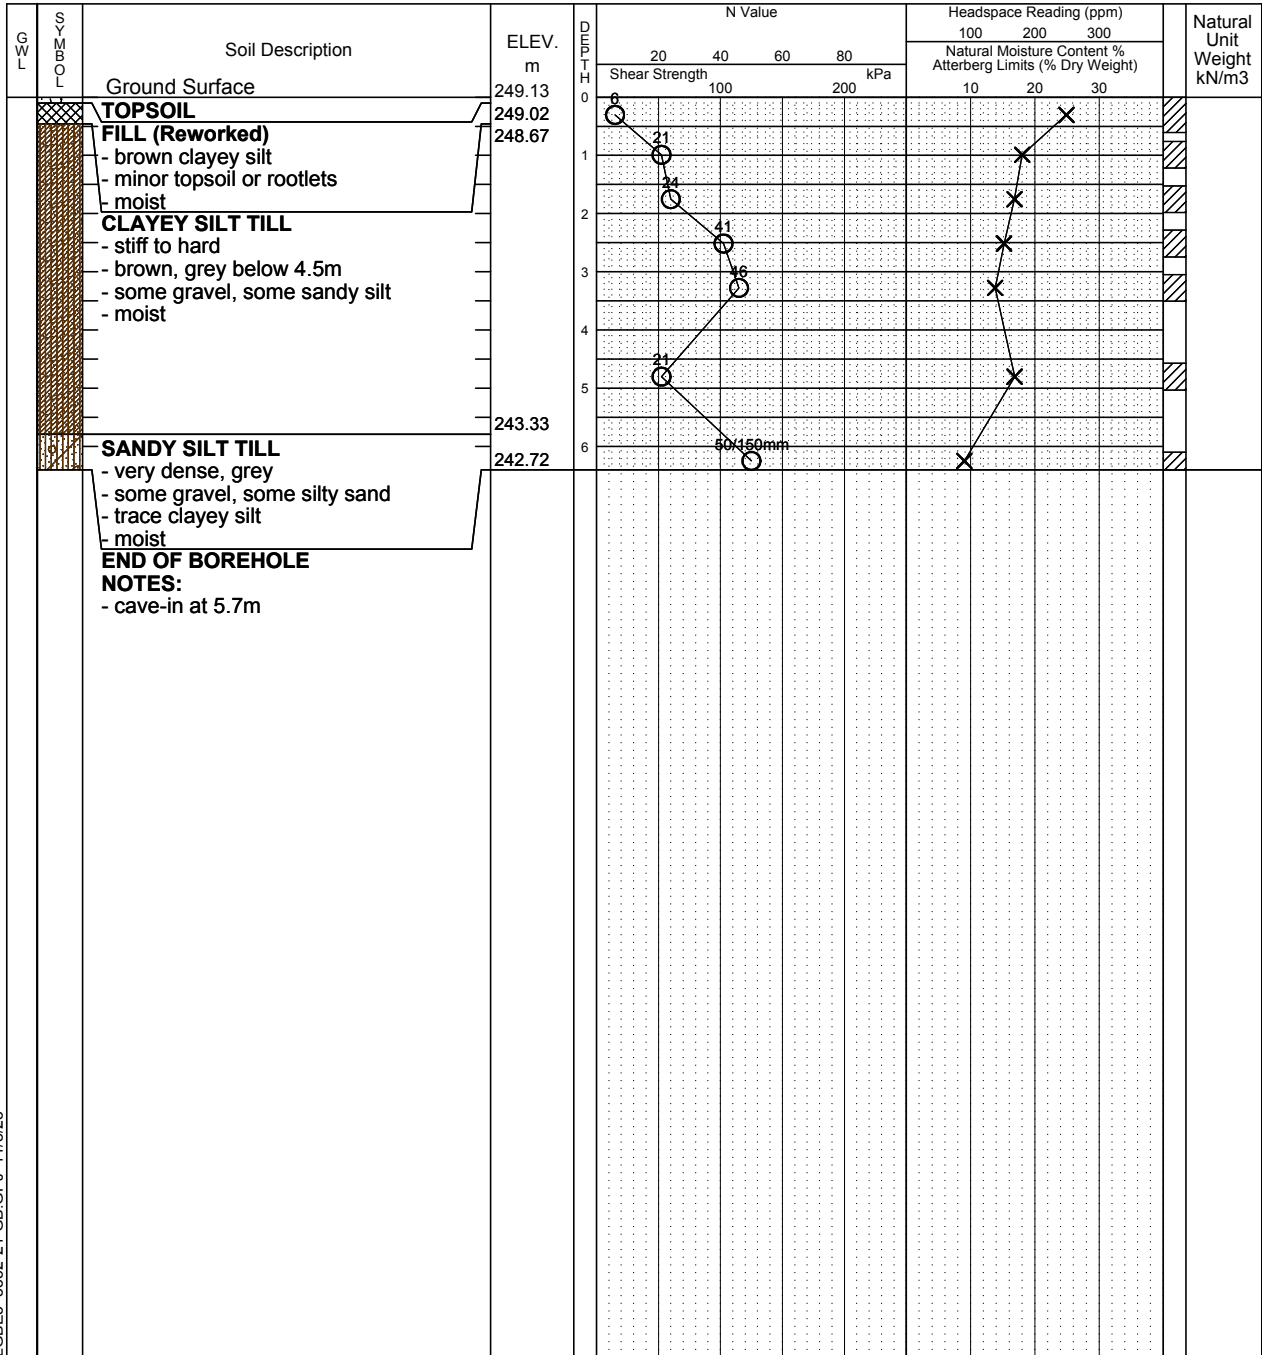 GWL
SYMBOL
Soil Description
Ground Surface
ELEV.
m
DEPTH
N Value
20 40 60 80
Shear Strength kPa
100 200
Headspace Reading (ppm)
100 200 300
Natural Moisture Content %
Atterberg Limits (% Dry Weight)
10 20 30
Natural
Unit
Weight
kN/m3
249.13
0
TOPSOIL
249.02
6
FILL (Reworked)
248.67
- brown clayey silt
21
1
- minor topsoil or rootlets
24
- moist
2
CLAYEY SILT TILL
41
- stiff to hard
- brown, grey below 4.5m
3
46
- some gravel, some sandy silt
- moist
4
21
5
243.33
SANDY SILT TILL
6
50/150mm
242.72
- very dense, grey
- some gravel, some silty sand
- trace clayey silt
- moist
END OF BOREHOLE
NOTES:
- cave-in at 5.7m